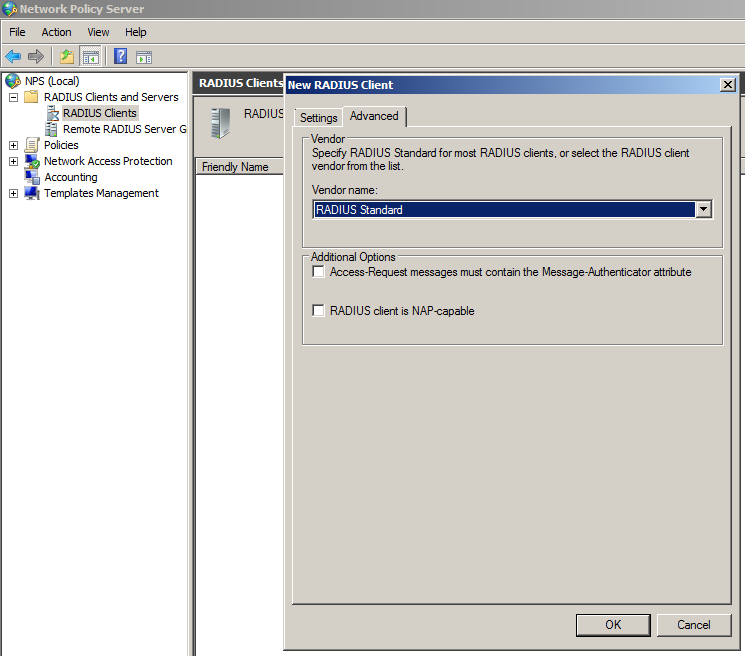 Network Policy Server
File Action View Help
NPS (Local)
RADIUS Clients and Servers
RADIUS Clients
Remote RADIUS Server G
Policies
Network Access Protection
Accounting
Templates Management
RADIUS Clients
RADIUS
Friendly Name
New RADIUS Client
Settings Advanced
Vendor
Specify RADIUS Standard for most RADIUS clients, or select the RADIUS client
vendor from the list.
Vendor name:
RADIUS Standard
Additional Options
Access-Request messages must contain the Message-Authenticator attribute
RADIUS client is NAP-capable
OK Cancel